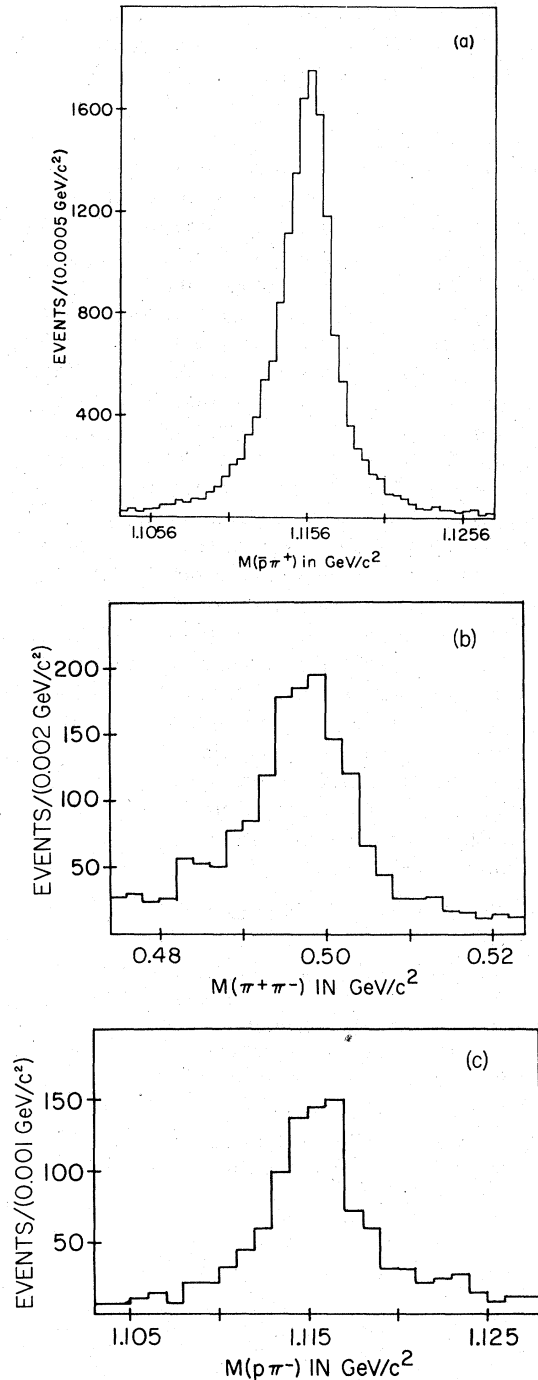 (a)
1600
1200
800
400
EVENTS/(0.0005 GeV/c²)
1.1056
1.1156
1.1256
M(p̄π⁺) in GeV/c²
(b)
200
150
100
50
EVENTS/(0.002 GeV/c²)
0.48
0.50
0.52
M(π+π−) IN GeV/c²
(c)
150
100
50
EVENTS/(0.001 GeV/c²)
1.105
1.115
1.125
M(pπ−) IN GeV/c²